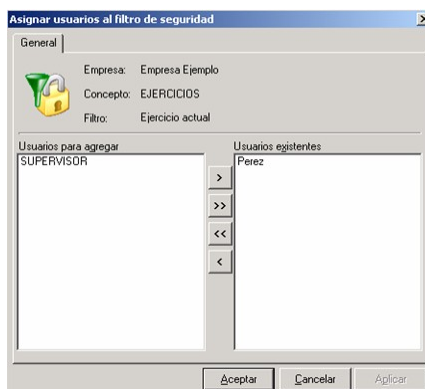 Asignar usuarios al filtro de seguridad
General
Empresa: Empresa Ejemplo
Concepto: EJERCICIOS
Filtro: Ejercicio actual
Usuarios para agregar
Usuarios existentes
SUPERVISOR
Perez
>
>>
<<
<
Aceptar
Cancelar
Aplicar